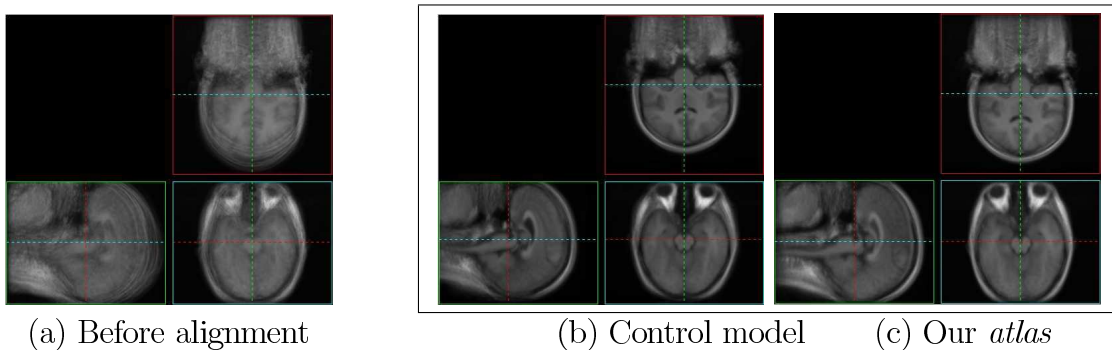 (a) Before alignment
(b) Control model
(c) Our atlas